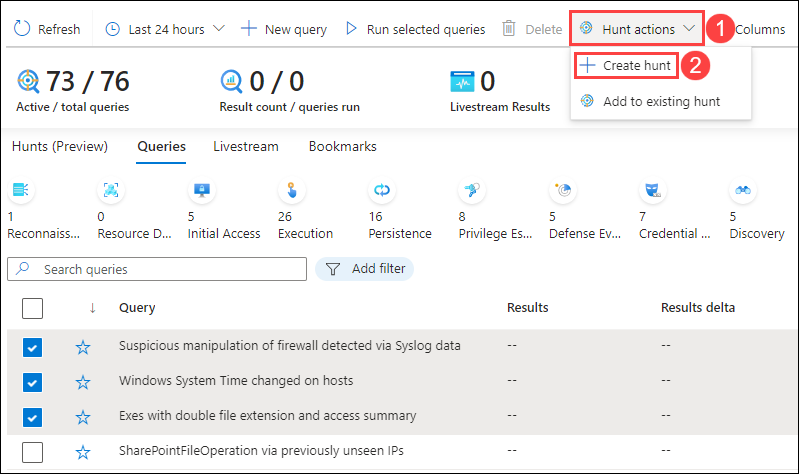 Refresh Last 24 hours New query Run selected queries Delete Hunt actions 1 Columns
Create hunt 2
Add to existing hunt
73 / 76 0 / 0 0
Active / total queries Result count / queries run Livestream Results
Hunts (Preview) Queries Livestream Bookmarks
1 0 5 26 16 8 5 7 5
Reconnaiss... Resource D... Initial Access Execution Persistence Privilege Es... Defense Ev... Credential ... Discovery
Search queries Add filter
Query Results Results delta
Suspicious manipulation of firewall detected via Syslog data -- --
Windows System Time changed on hosts -- --
Exes with double file extension and access summary -- --
SharePointFileOperation via previously unseen IPs -- --